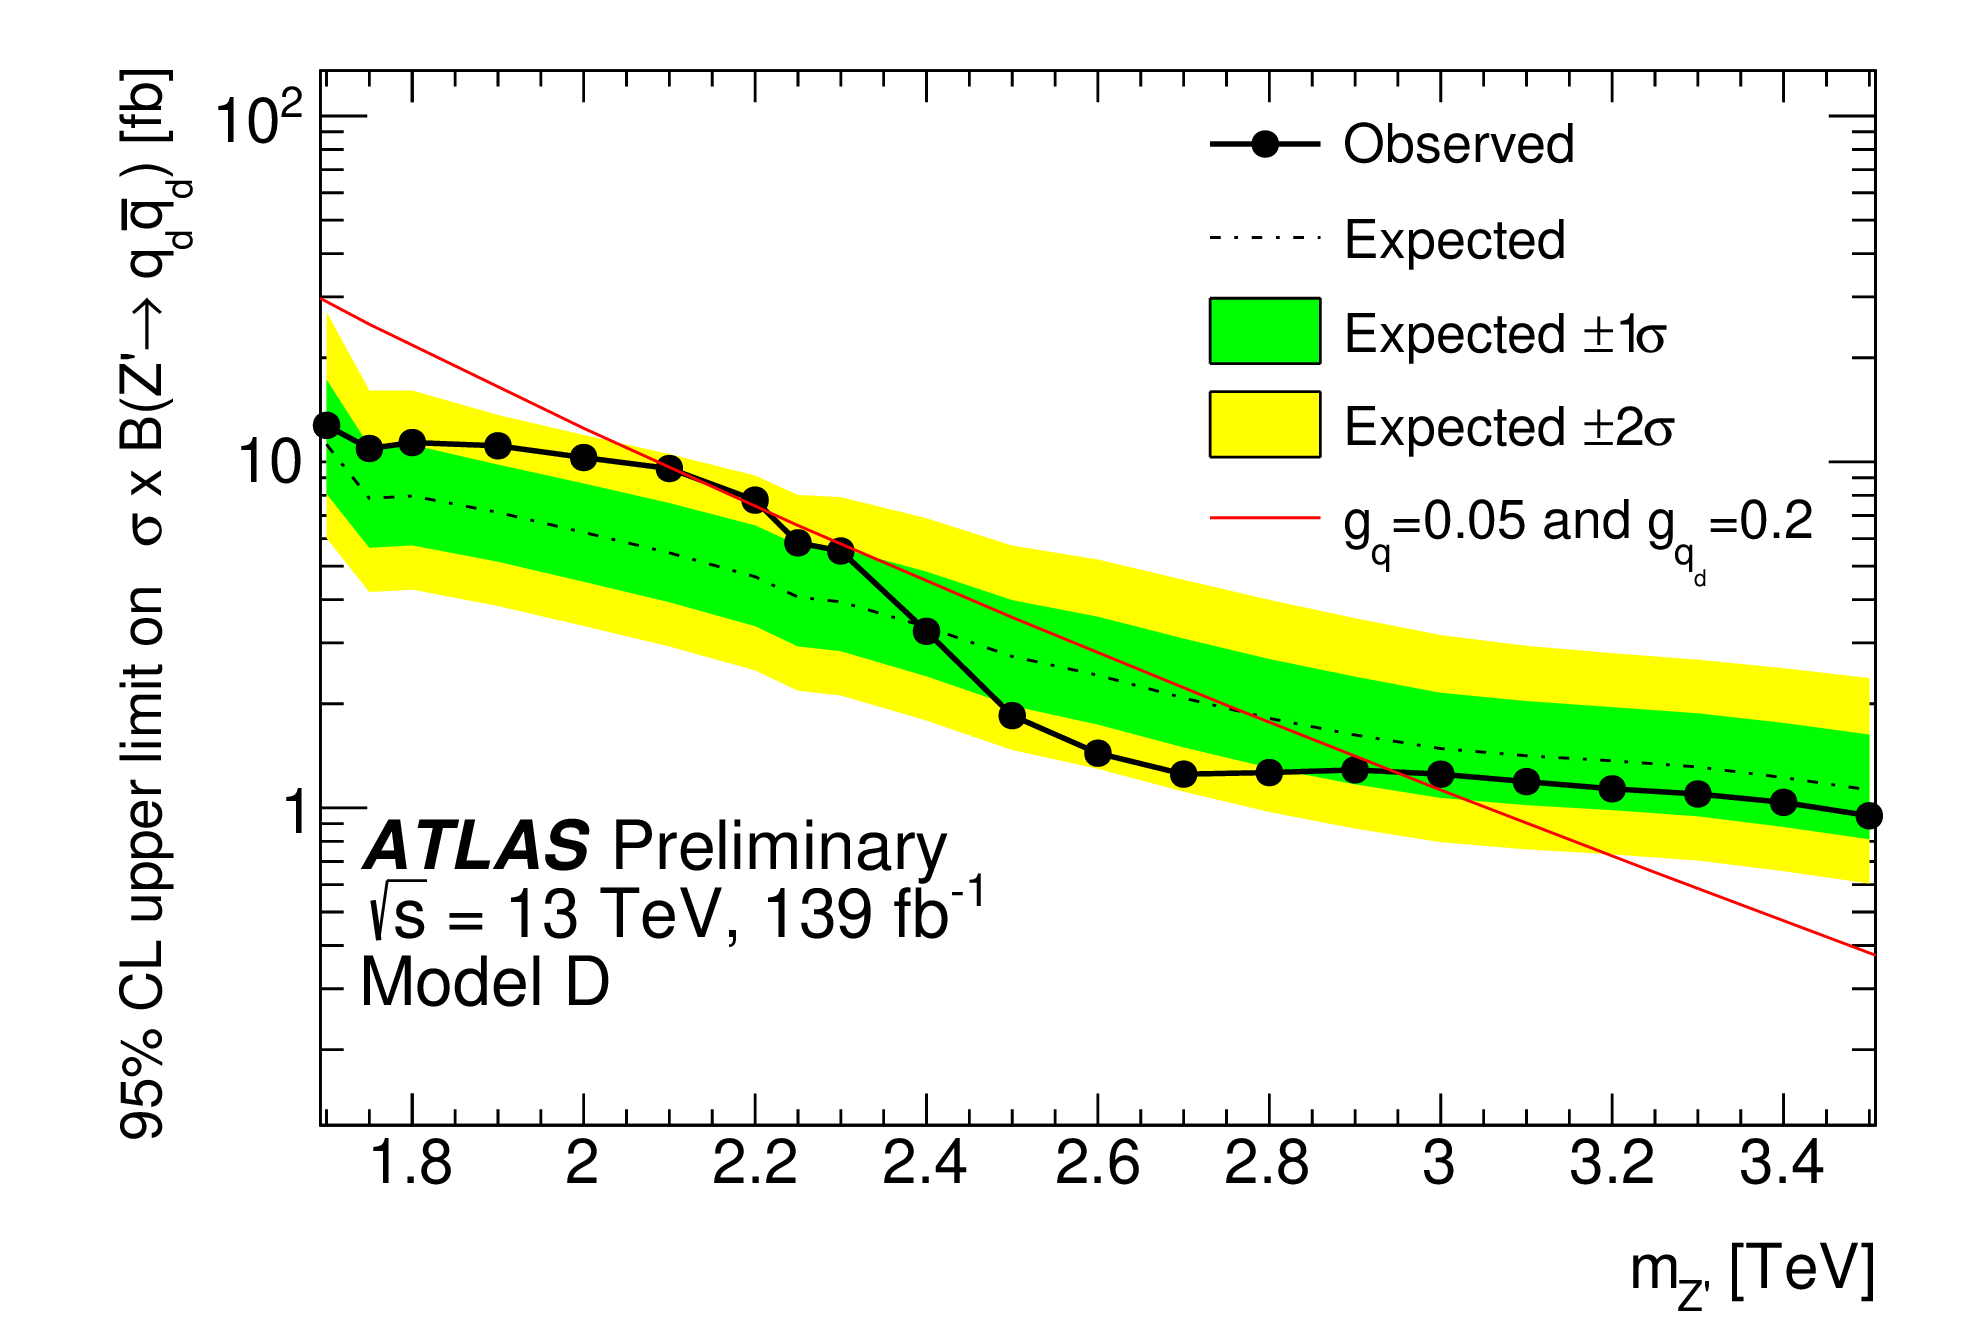 95% CL upper limit on σ x B(Z'→ q_d q̅_d) [fb]
10²
10
1
Observed
Expected
Expected ±1σ
Expected ±2σ
g_q=0.05 and g_q_d=0.2
ATLAS Preliminary
√s = 13 TeV, 139 fb⁻¹
Model D
1.8 2 2.2 2.4 2.6 2.8 3 3.2 3.4
m_Z' [TeV]